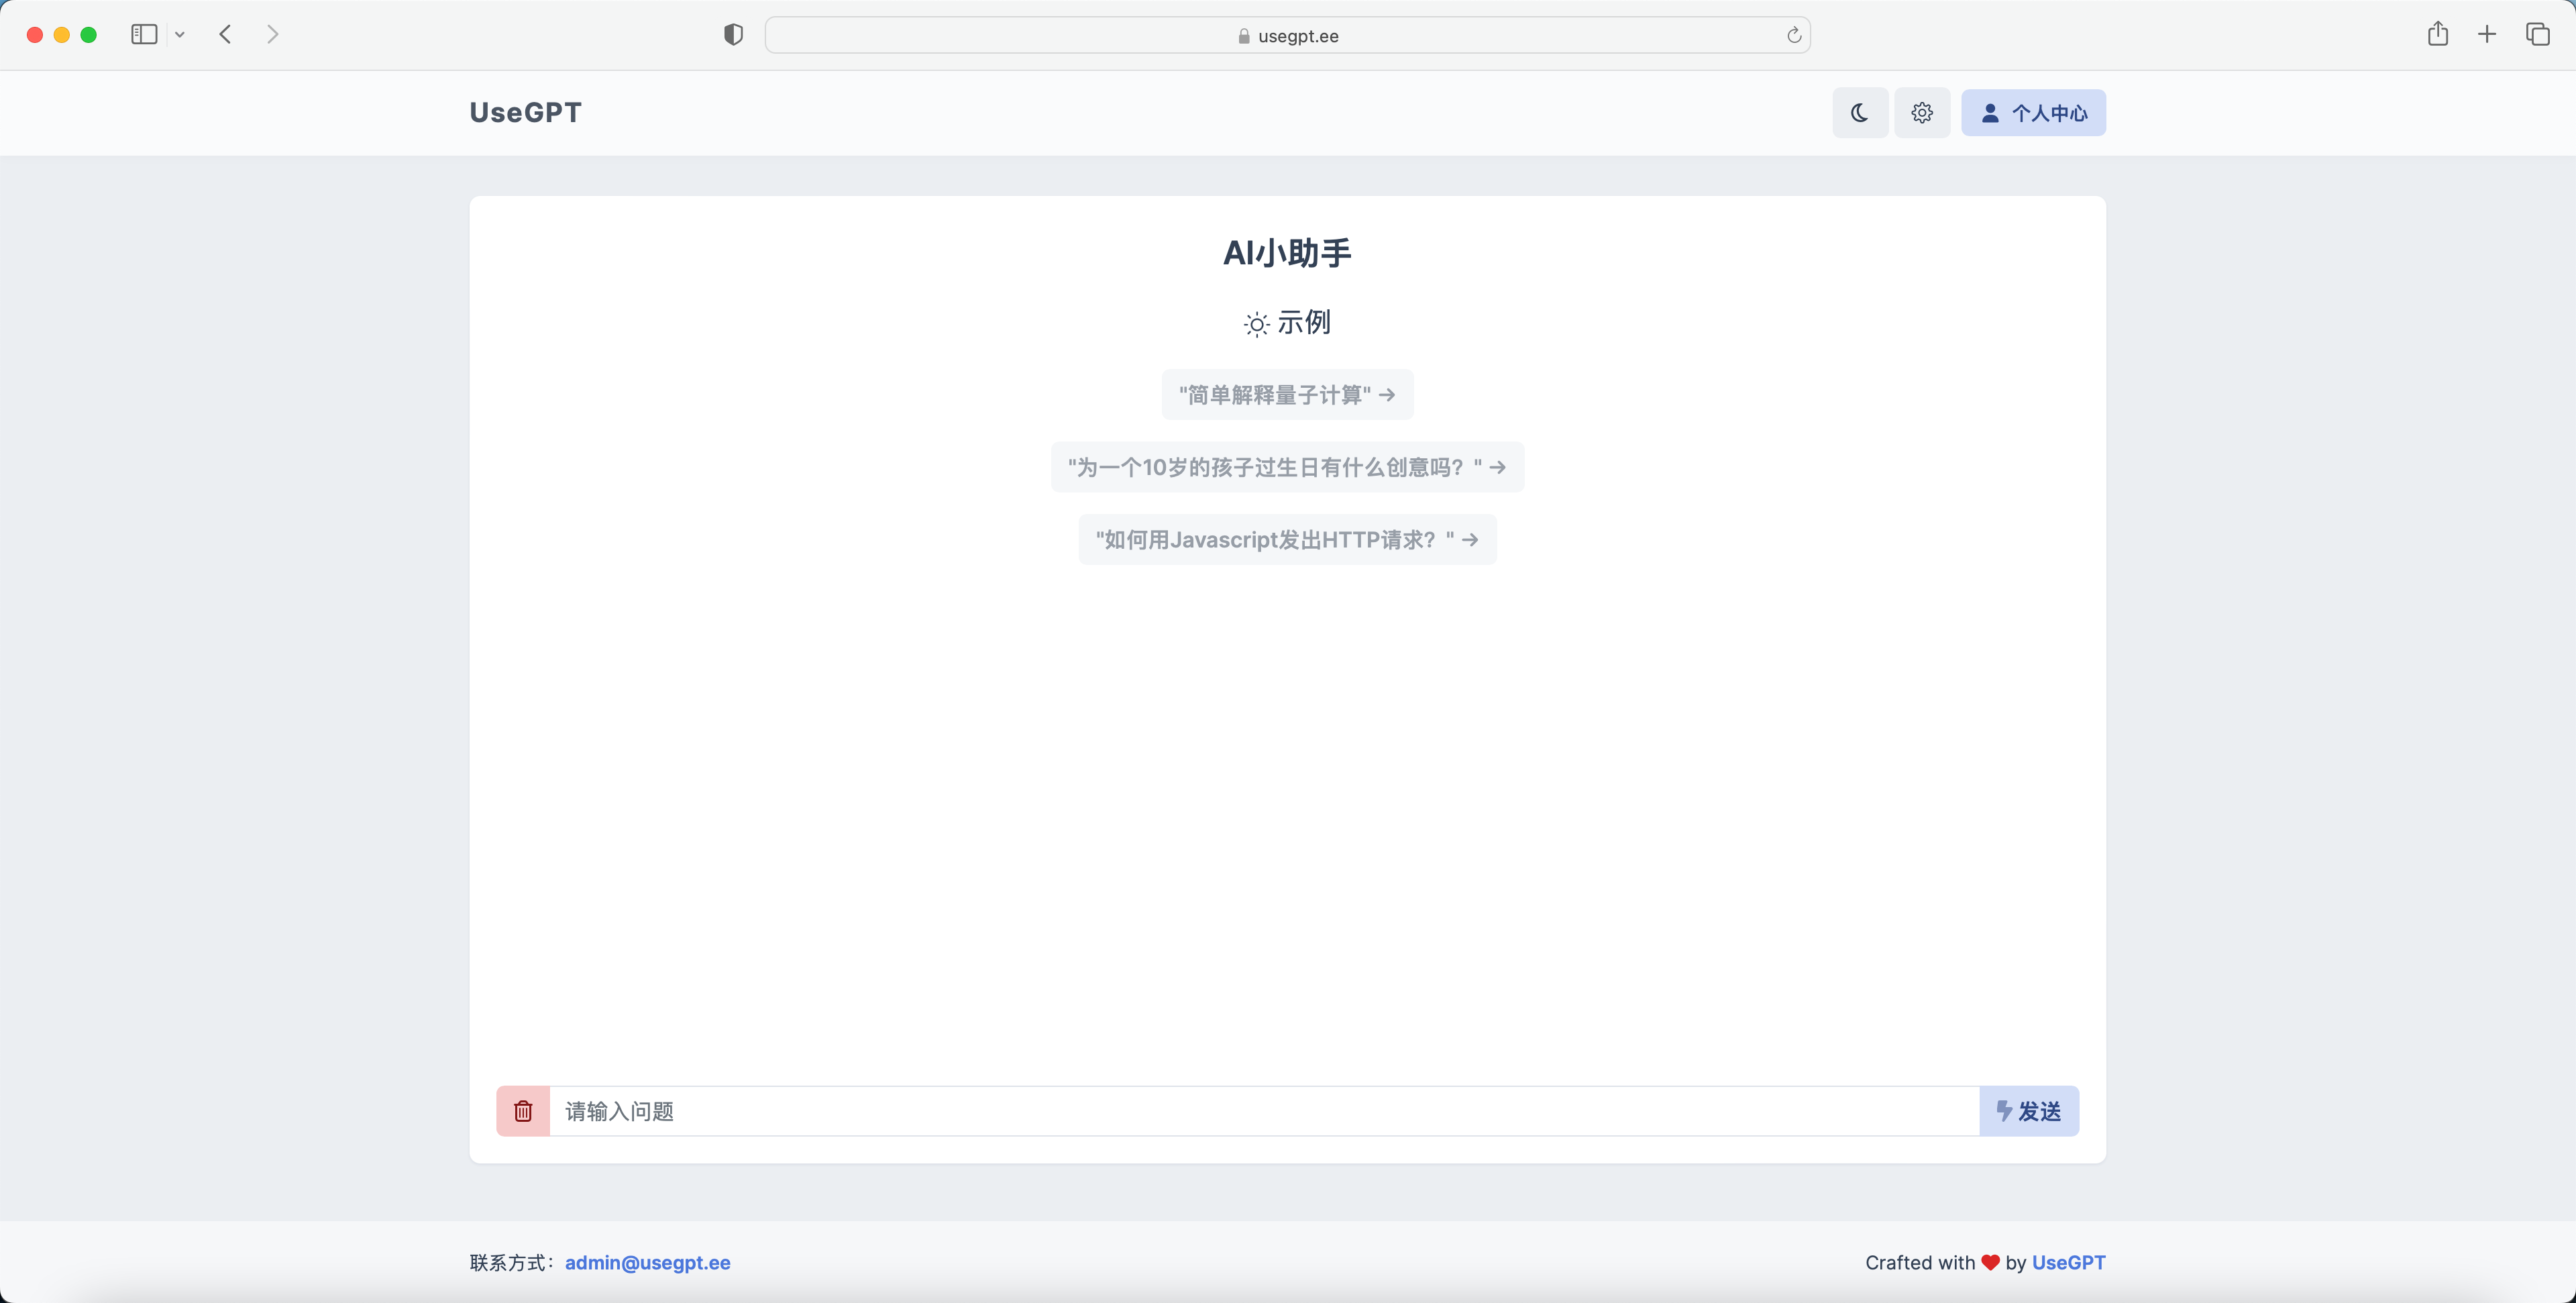 usegpt.ee
UseGPT
个人中心
AI小助手
示例
"简单解释量子计算" →
"为一个10岁的孩子过生日有什么创意吗？" →
"如何用Javascript发出HTTP请求？" →
请输入问题
发送
联系方式：admin@usegpt.ee
Crafted with ❤ by UseGPT